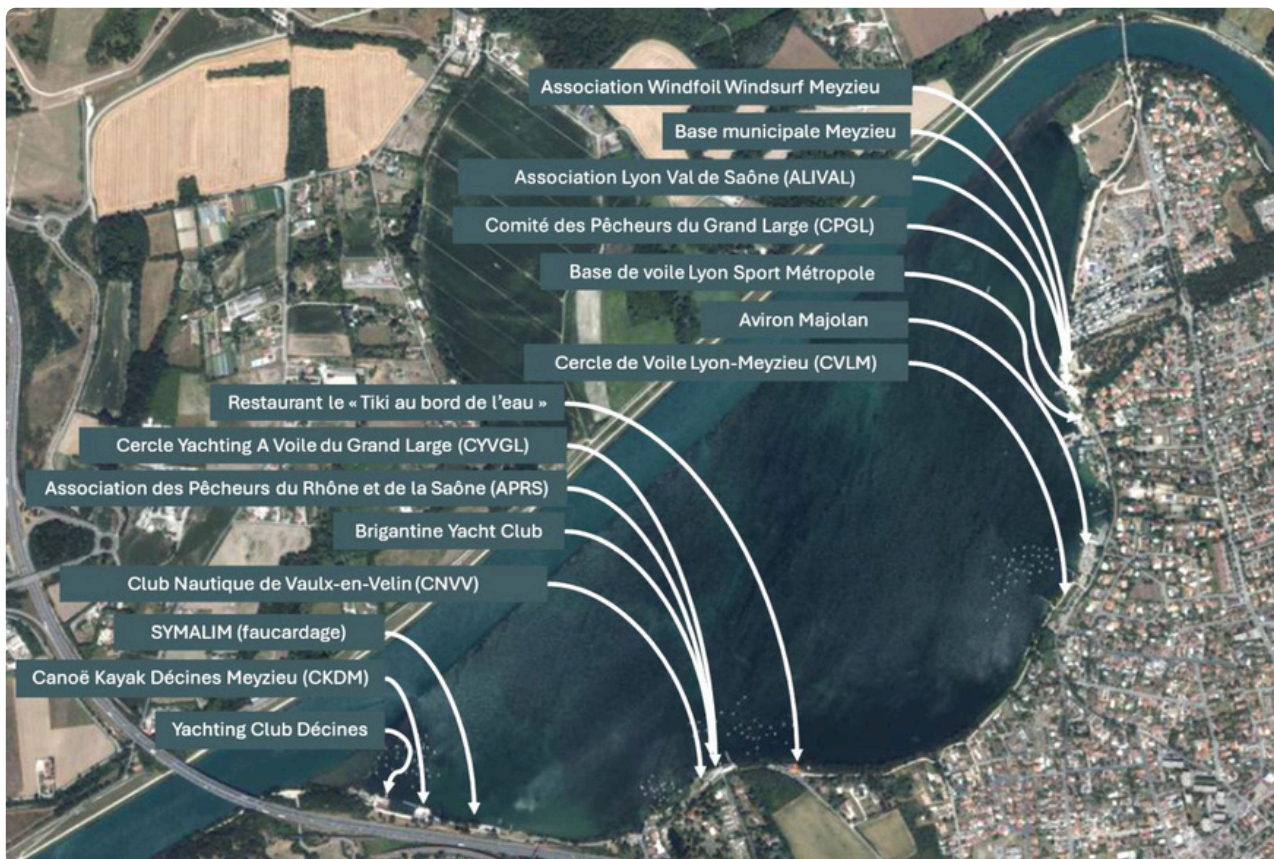 Association Windfoil Windsurf Meyzieu
Base municipale Meyzieu
Association Lyon Val de Saône (ALIVAL)
Comité des Pêcheurs du Grand Large (CPGL)
Base de voile Lyon Sport Métropole
Aviron Majolan
Cercle de Voile Lyon-Meyzieu (CVLM)
Restaurant le « Tiki au bord de l’eau »
Cercle Yachting A Voile du Grand Large (CYVGL)
Association des Pêcheurs du Rhône et de la Saône (APRS)
Brigantine Yacht Club
Club Nautique de Vaulx-en-Velin (CNVV)
SYMALIM (faucardage)
Canoë Kayak Décines Meyzieu (CKDM)
Yachting Club Décines